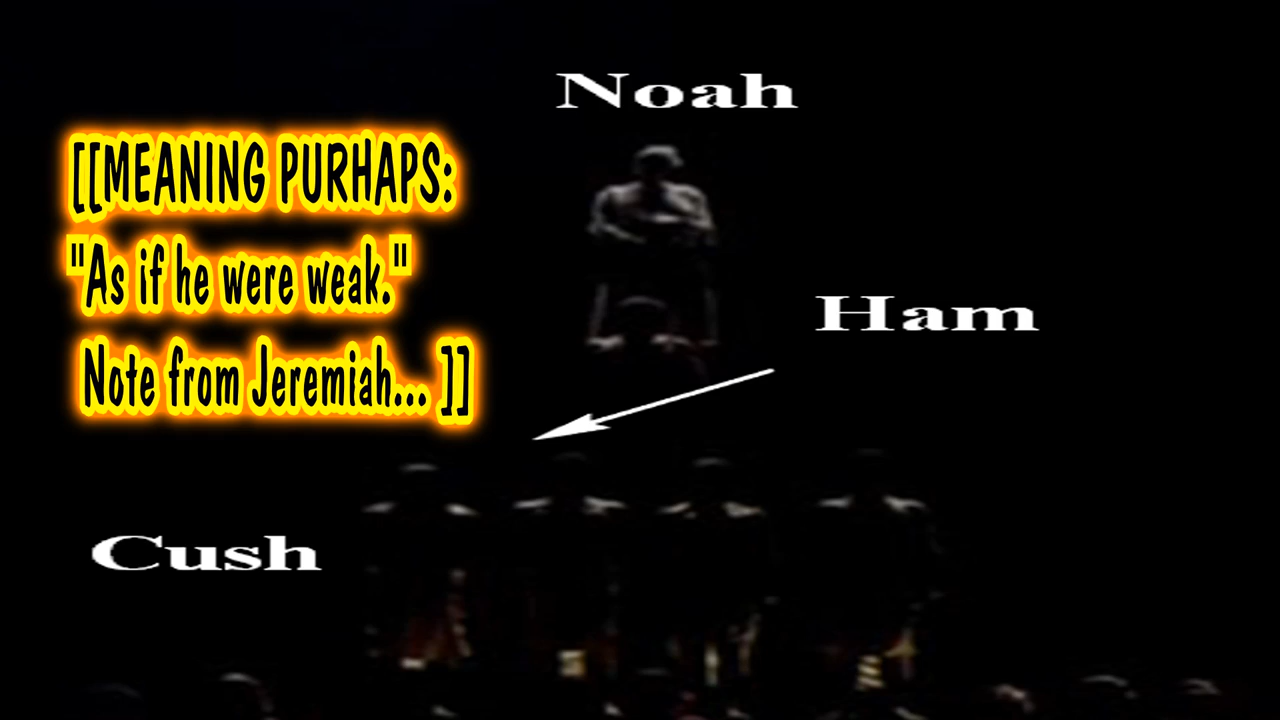 Noah
[[MEANING PURHAPS:
"As if he were weak."
Note from Jeremiah... ]]
Ham
Cush